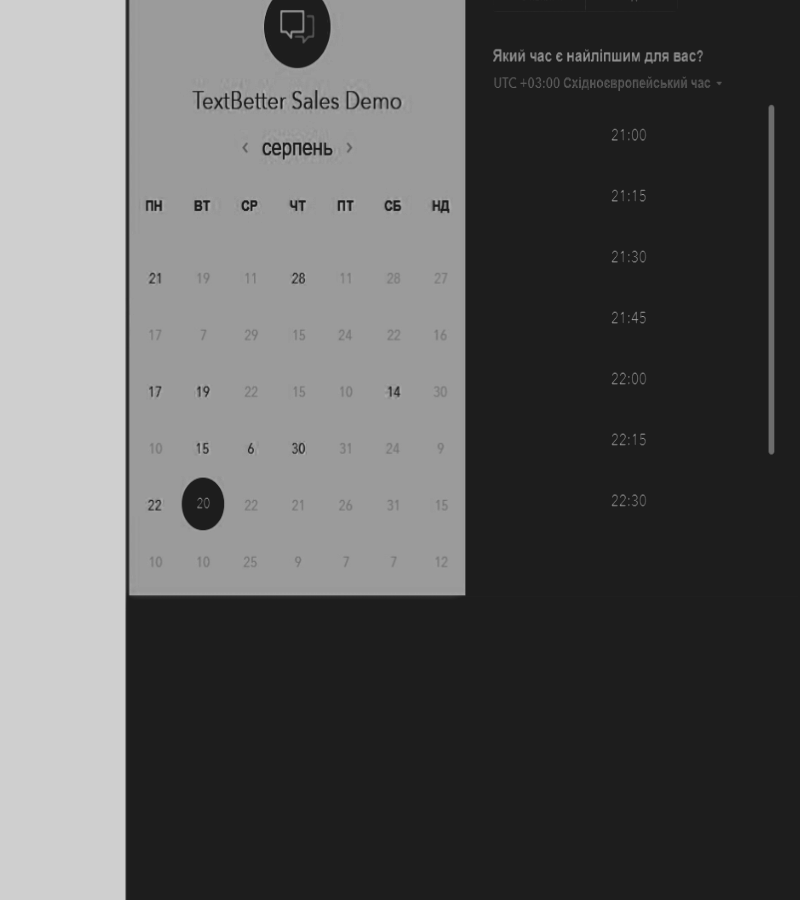 TextBetter Sales Demo
‹ серпень ›
ПН ВТ СР ЧТ ПТ СБ НД
21 19 11 28 11 28 27
17 7 29 15 24 22 16
17 19 22 15 10 14 30
10 15 6 30 31 24 9
22 20 22 21 26 31 15
10 10 25 9 7 7 12
Який час є найліпшим для вас?
UTC +03:00 Східноєвропейський час
21:00
21:15
21:30
21:45
22:00
22:15
22:30